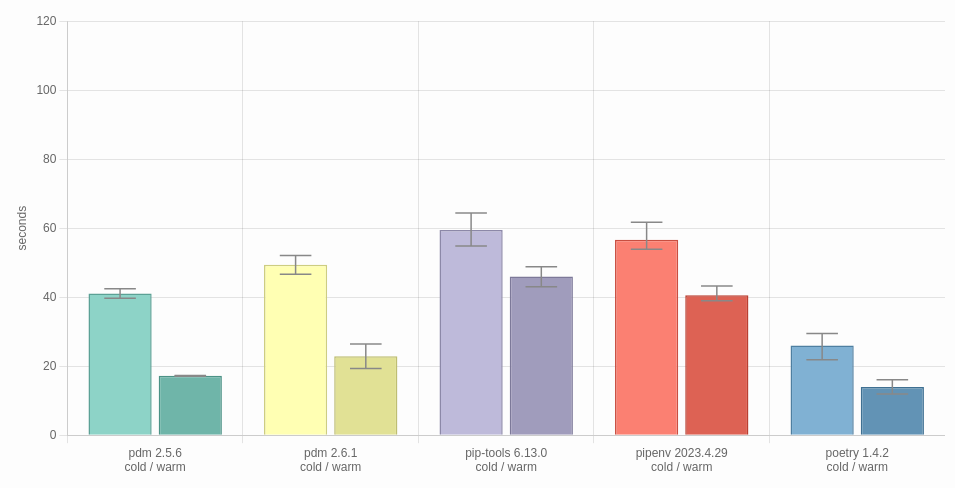 120
100
80
60
40
20
0
seconds
pdm 2.5.6
cold / warm
pdm 2.6.1
cold / warm
pip-tools 6.13.0
cold / warm
pipenv 2023.4.29
cold / warm
poetry 1.4.2
cold / warm